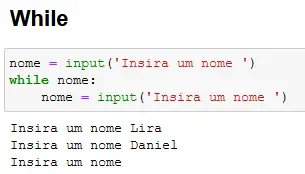 While
nome = input('Insira um nome ')
while nome:
    nome = input('Insira um nome ')
Insira um nome Lira
Insira um nome Daniel
Insira um nome